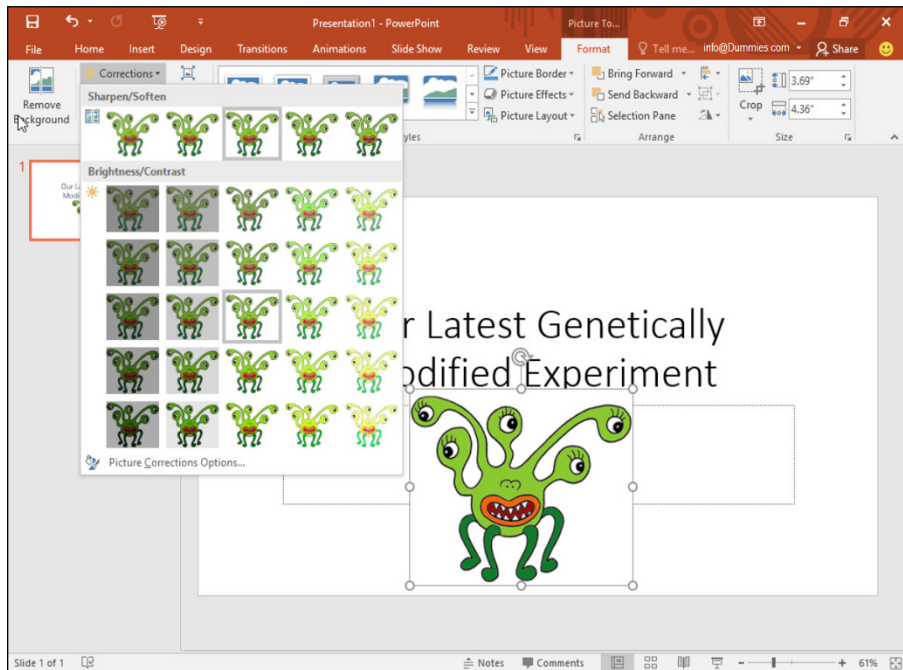 Presentation1 - PowerPoint
Picture To...
File Home Insert Design Transitions Animations Slide Show Review View Format Tell me... info@Dummies.com Share
Remove
Background
Corrections
Picture Border
Picture Effects
Picture Layout
Bring Forward
Send Backward
Selection Pane
Arrange
Crop
3.69"
4.36"
Size
Sharpen/Soften
Brightness/Contrast
Picture Corrections Options...
1
Latest Genetically
Experiment
Slide 1 of 1
Notes Comments 61%